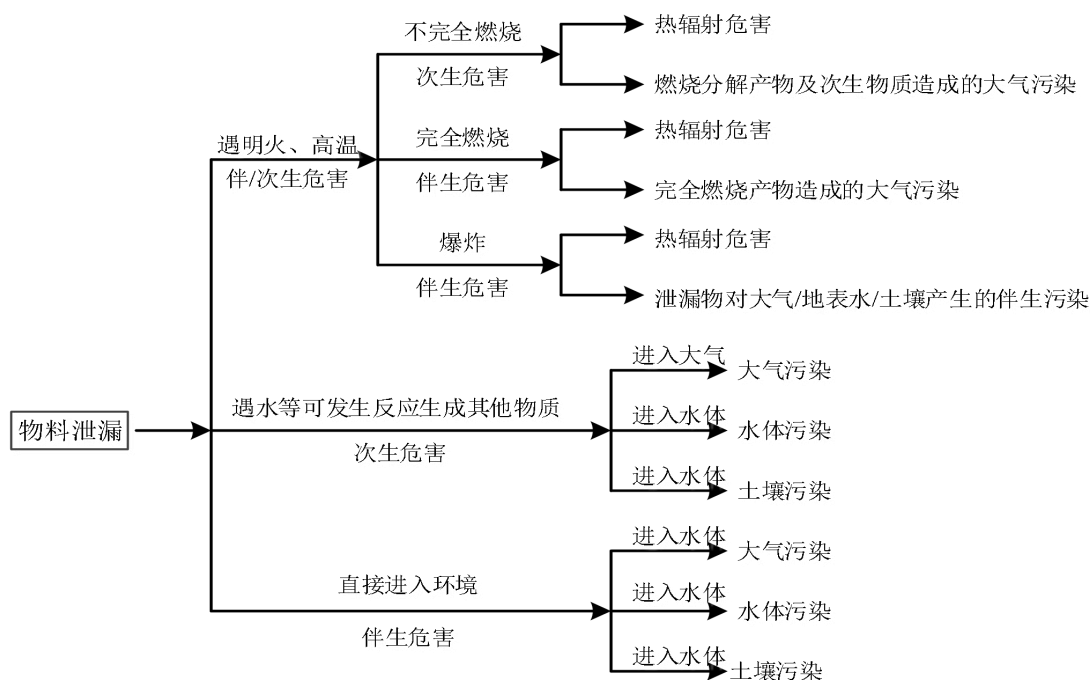 不完全燃烧
次生危害
热辐射危害
燃烧分解产物及次生物质造成的大气污染
遇明火、高温
伴/次生危害
完全燃烧
伴生危害
热辐射危害
完全燃烧产物造成的大气污染
爆炸
伴生危害
热辐射危害
泄漏物对大气/地表水/土壤产生的伴生污染
物料泄漏
遇水等可发生反应生成其他物质
次生危害
进入大气
大气污染
进入水体
水体污染
进入水体
土壤污染
直接进入环境
伴生危害
进入水体
大气污染
进入水体
水体污染
进入水体
土壤污染